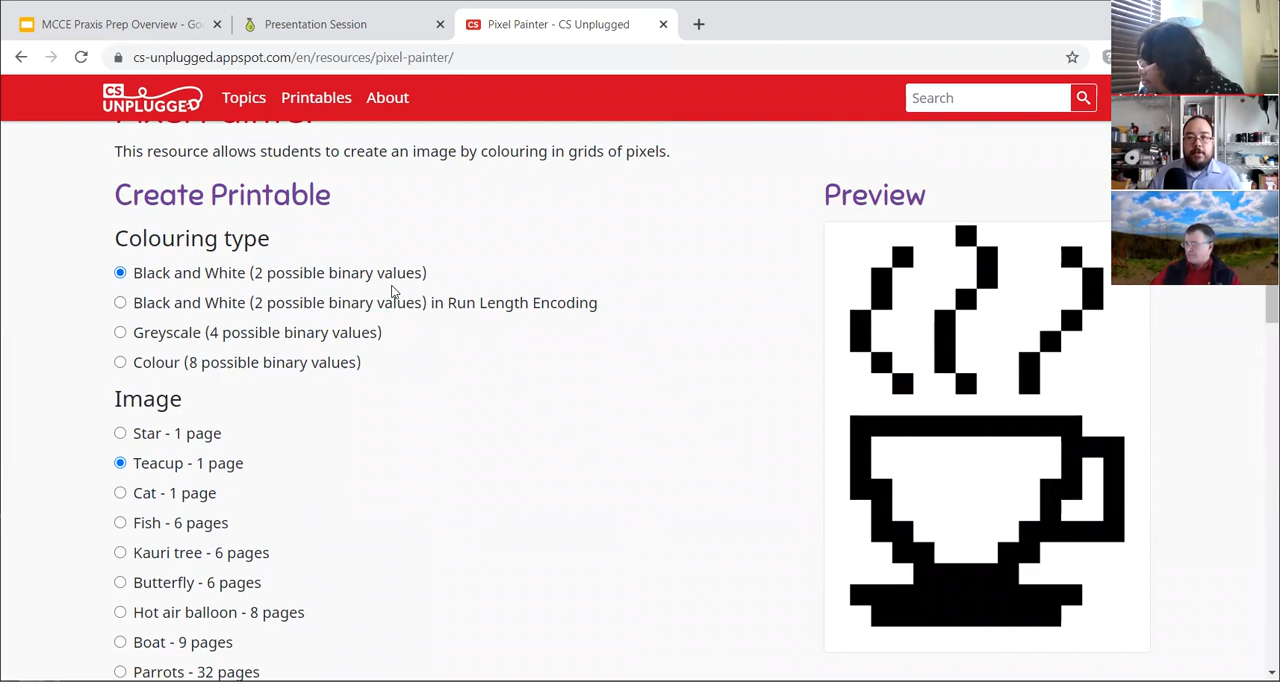 MCCE Praxis Prep Overview - Go
Presentation Session
CS Pixel Painter - CS Unplugged
cs-unplugged.appspot.com/en/resources/pixel-painter/
CS UNPLUGGED
Topics
Printables
About
Search
Pixel Painter
This resource allows students to create an image by colouring in grids of pixels.
Create Printable
Preview
Colouring type
Black and White (2 possible binary values)
Black and White (2 possible binary values) in Run Length Encoding
Greyscale (4 possible binary values)
Colour (8 possible binary values)
Image
Star - 1 page
Teacup - 1 page
Cat - 1 page
Fish - 6 pages
Kauri tree - 6 pages
Butterfly - 6 pages
Hot air balloon - 8 pages
Boat - 9 pages
Parrots - 32 pages